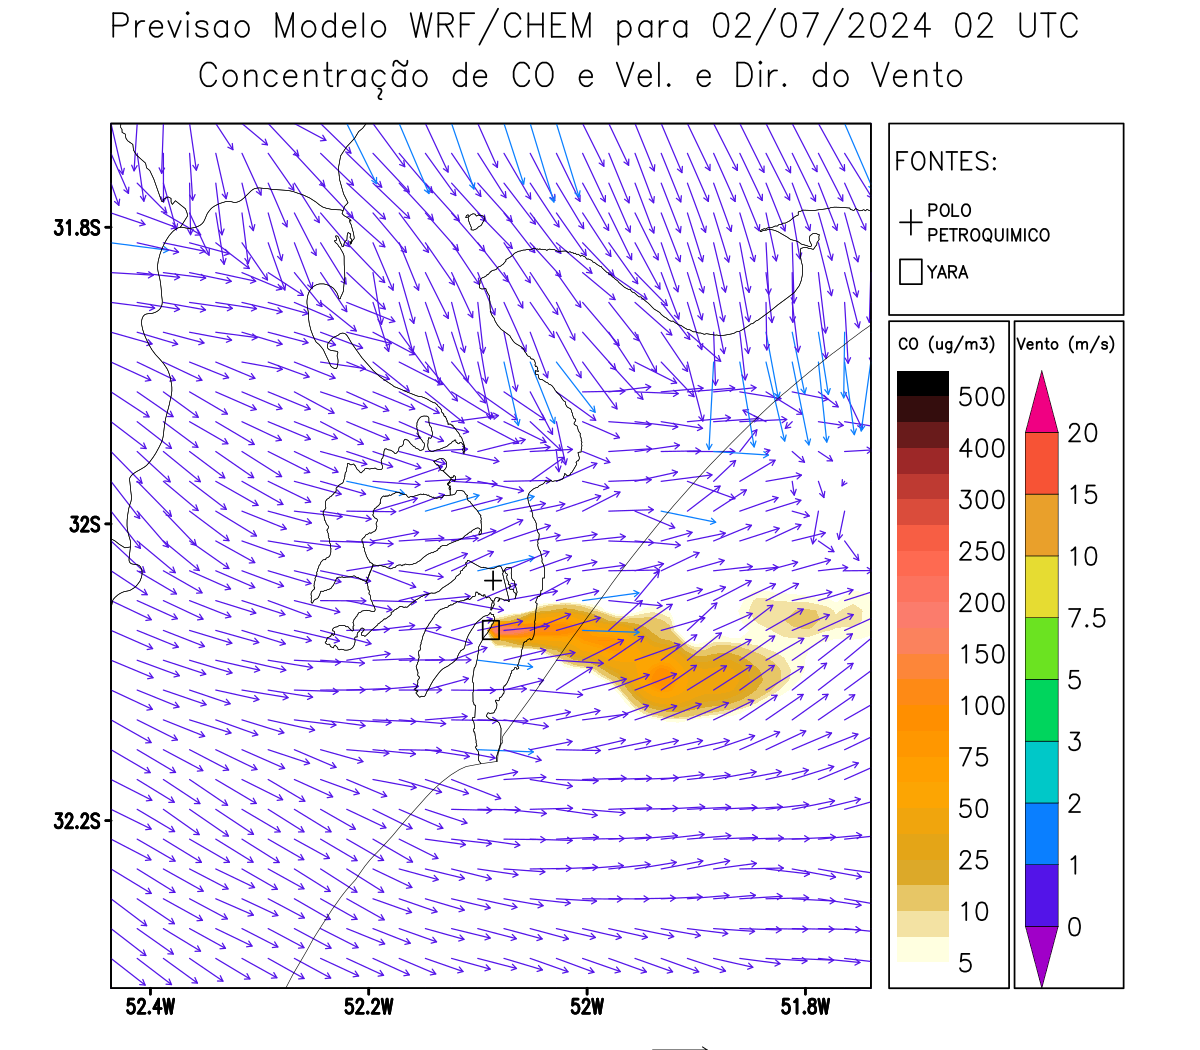 Previsao Modelo WRF/CHEM para 02/07/2024 02 UTC
Concentração de CO e Vel. e Dir. do Vento
FONTES:
POLO
PETROQUIMICO
YARA
CO (ug/m3)
500
400
300
250
200
150
100
75
50
25
10
5
Vento (m/s)
20
15
10
7.5
5
3
2
1
0
31.8S
32S
32.2S
52.4W
52.2W
52W
51.8W